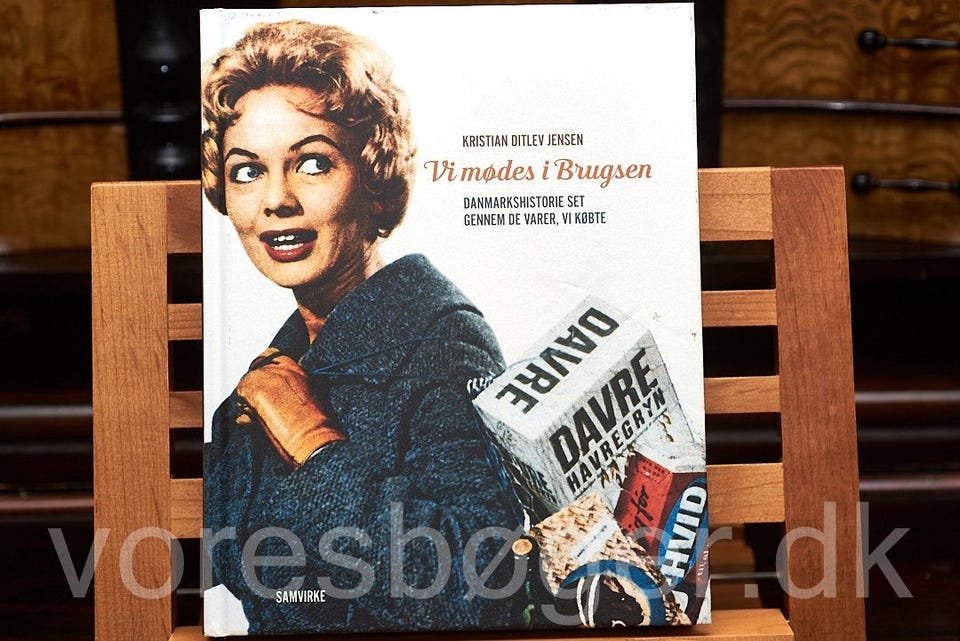 KRISTIAN DITLEV JENSEN
Vi mødes i Brugsen
DANMARKSHISTORIE SET
GENNEM DE VARER, VI KØBTE
DAVRE
DAVRE
HAVREGRYN
voresbøger.dk
SAMVIRKE